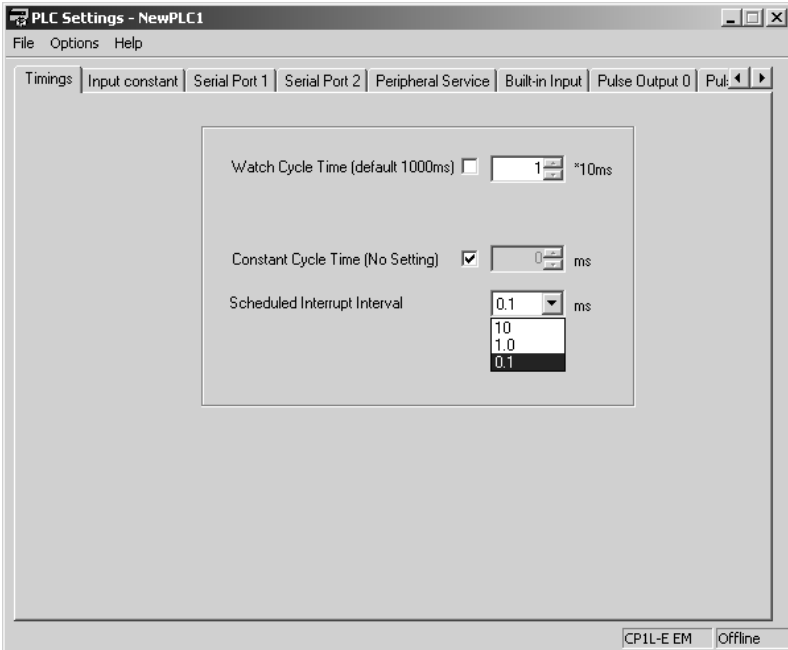 PLC Settings - NewPLC1
File Options Help
Timings Input constant Serial Port 1 Serial Port 2 Peripheral Service Built-in Input Pulse Output 0 Pul
Watch Cycle Time (default 1000ms) 1 *10ms
Constant Cycle Time (No Setting) 0 ms
Scheduled Interrupt Interval 0.1 ms
10
1.0
0.1
CP1L-E EM Offline